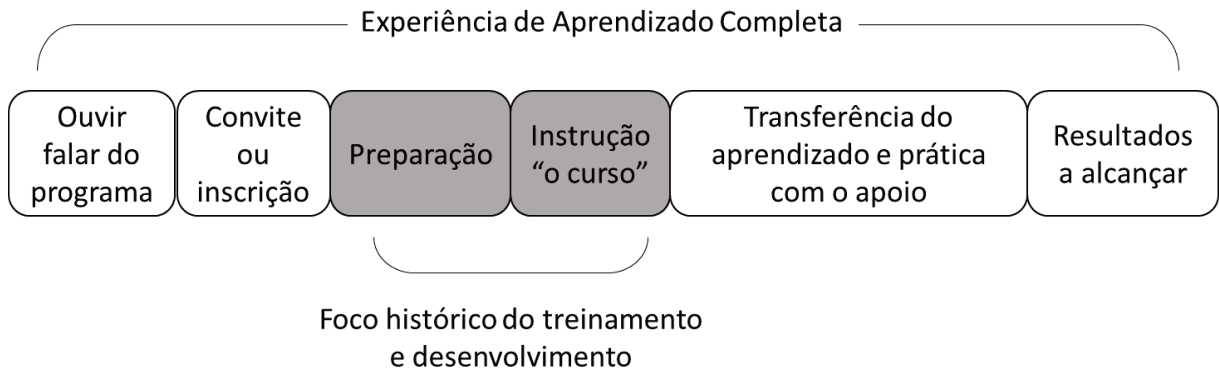 Experiência de Aprendizado Completa
Ouvir
falar do
programa
Convite
ou
inscrição
Preparação
Instrução
“o curso”
Transferência do
aprendizado e prática
com o apoio
Resultados
a alcançar
Foco histórico do treinamento
e desenvolvimento